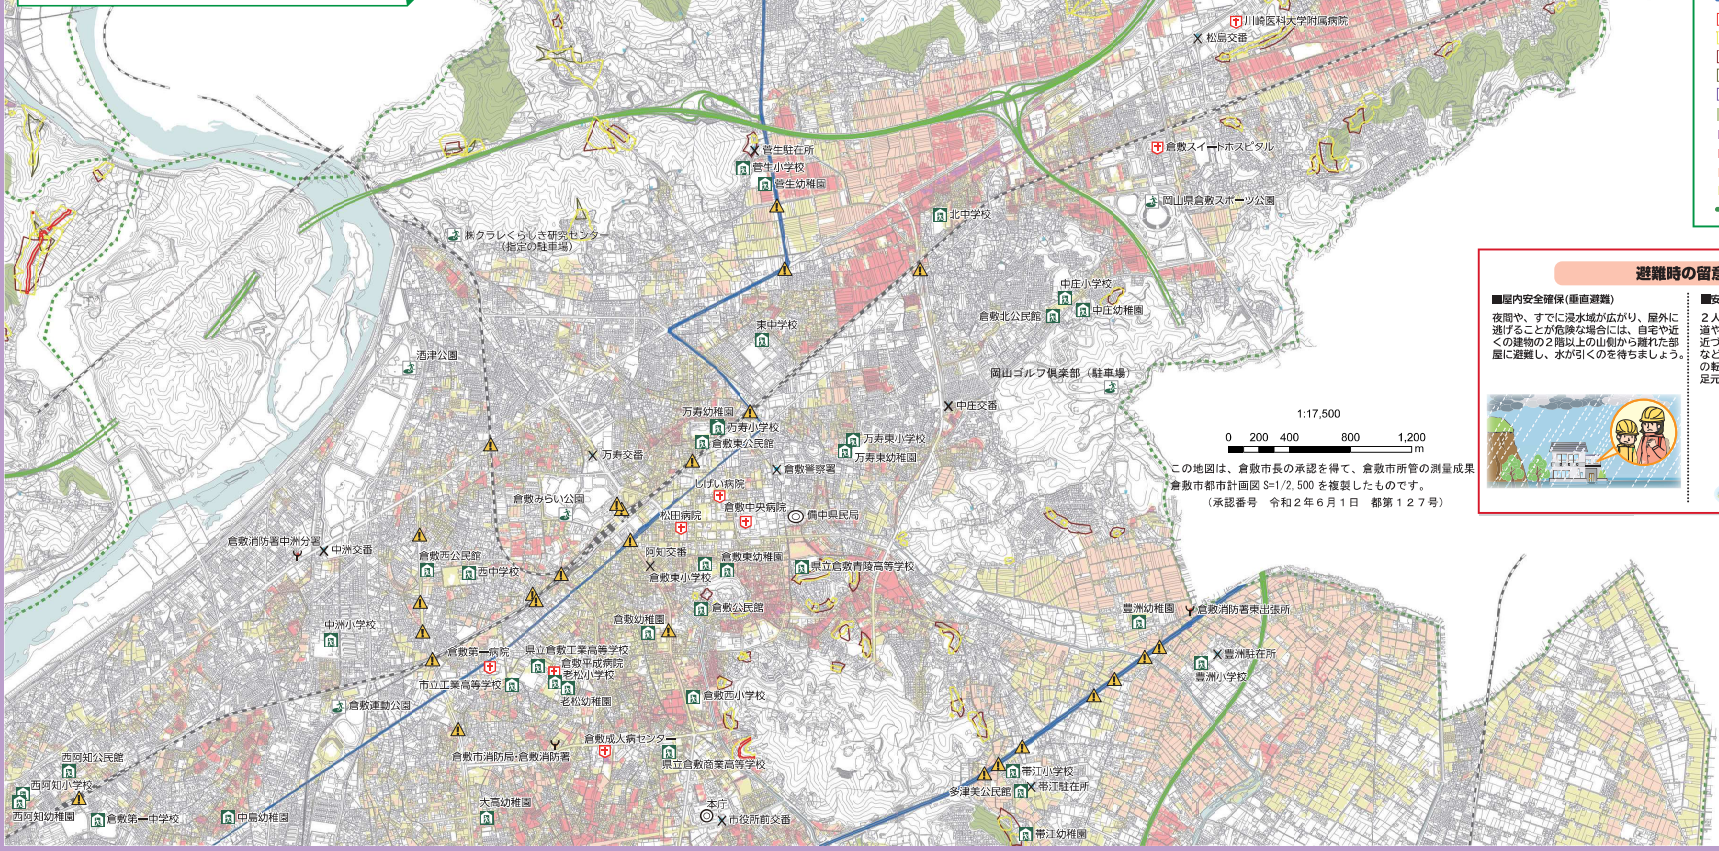 川崎医科大学附属病院
松島交番
菅生駐在所
菅生小学校
菅生幼稚園
倉敷スイートホスピタル
岡山県倉敷スポーツ公園
北中学校
㈱クラレくらしき研究センター
(指定の駐車場)
中庄小学校
倉敷北公民館
中庄幼稚園
東中学校
酒津公園
岡山ゴルフ倶楽部（駐車場）
中庄交番
万寿幼稚園
万寿小学校
倉敷東公民館
万寿東小学校
万寿東幼稚園
万寿交番
倉敷警察署
しげい病院
倉敷みらい公園
松田病院
倉敷中央病院
備中県民局
倉敷消防署中洲分署
中洲交番
倉敷西公民館
西中学校
阿知交番
倉敷東幼稚園
倉敷東小学校
県立倉敷青陵高等学校
倉敷公民館
中洲小学校
倉敷幼稚園
豊洲幼稚園
倉敷消防署東出張所
倉敷第一病院
県立倉敷工業高等学校
倉敷平成病院
老松小学校
市立工業高等学校
老松幼稚園
豊洲駐在所
豊洲小学校
倉敷西小学校
倉敷運動公園
倉敷成人病センター
倉敷市消防局･倉敷消防署
県立倉敷商業高等学校
西阿知公民館
西阿知小学校
西阿知幼稚園
倉敷第一中学校
中島幼稚園
大高幼稚園
本庁
市役所前交番
帯江小学校
多津美公民館
帯江駐在所
帯江幼稚園
1:17,500
0 200 400 800 1,200
m
この地図は、倉敷市長の承認を得て、倉敷市所管の測量成果
倉敷市都市計画図 S=1/2,500 を複製したものです。
（承認番号　令和２年６月１日　都第１２７号）
避難時の留意
■屋内安全確保(垂直避難)
夜間や、すでに浸水域が広がり、屋外に
逃げることが危険な場合には、自宅や近
くの建物の２階以上の山側から離れた部
屋に避難し、水が引くのを待ちましょう。
■安
２人
道や
近づ
など
の転
足元